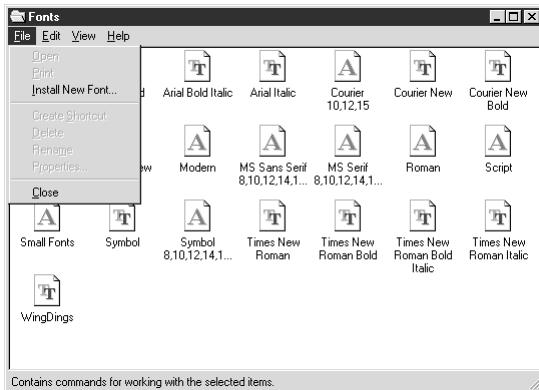 Fonts
File Edit View Help
Open
Print
Install New Font...
Create Shortcut
Delete
Rename
Properties...
Close
d
Arial Bold Italic
Arial Italic
Courier
10,12,15
Courier New
Courier New
Bold
ew
Modern
MS Sans Serif
8,10,12,14,1...
MS Serif
8,10,12,14,1...
Roman
Script
Small Fonts
Symbol
Symbol
8,10,12,14,1...
Times New
Roman
Times New
Roman Bold
Times New
Roman Bold
Italic
Times New
Roman Italic
WingDings
Contains commands for working with the selected items.